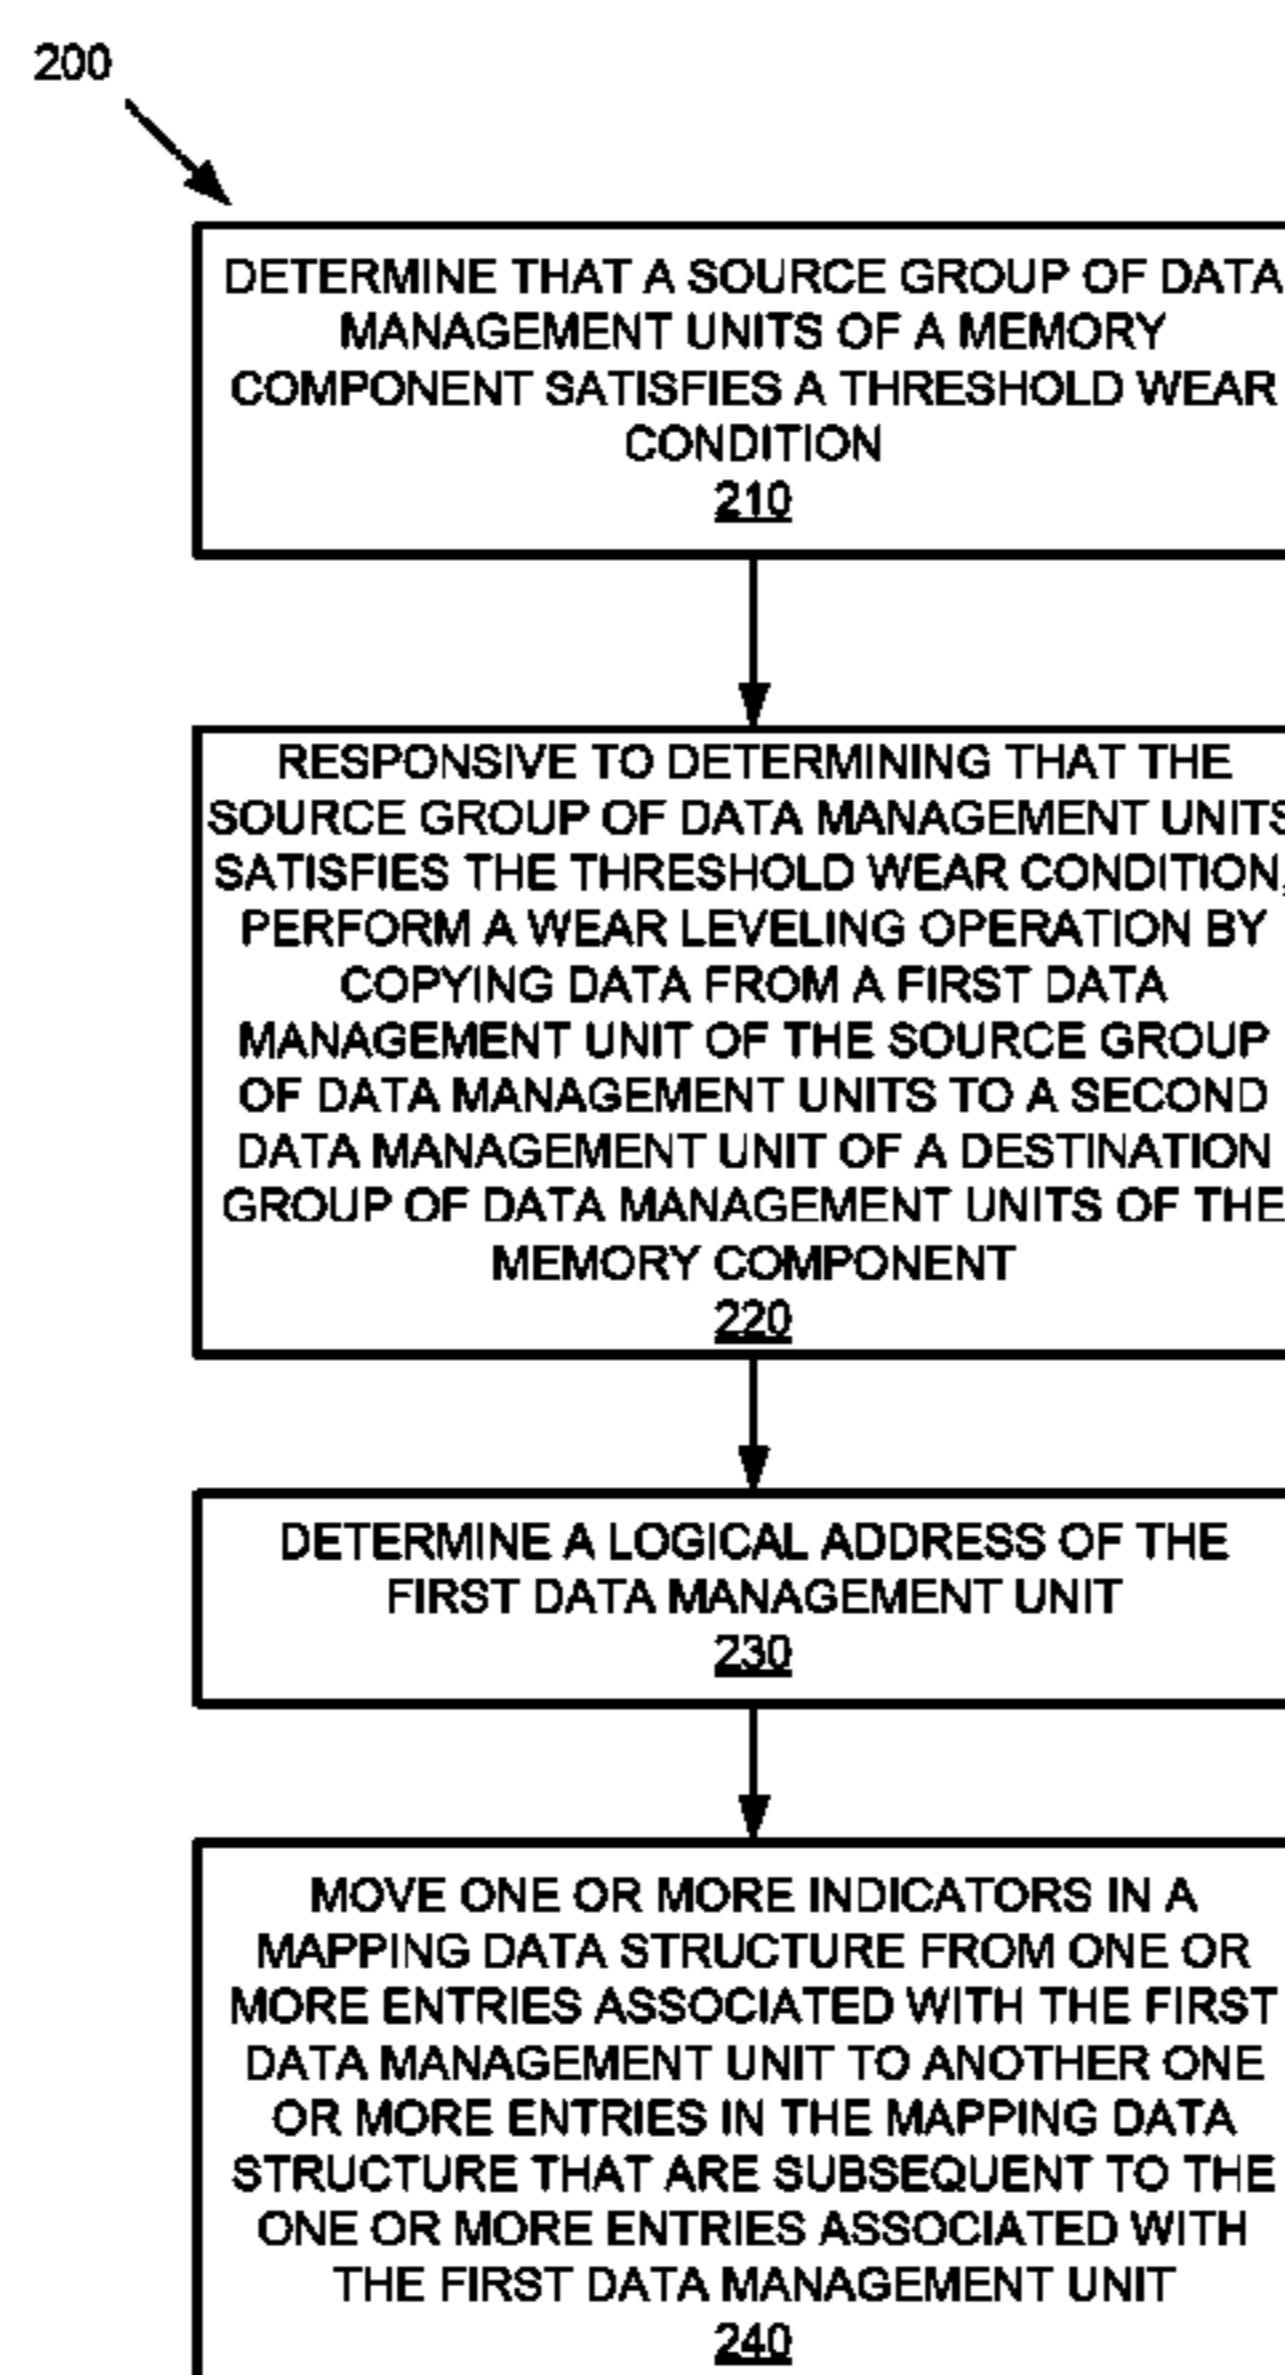 200
DETERMINE THAT A SOURCE GROUP OF DATA
MANAGEMENT UNITS OF A MEMORY
COMPONENT SATISFIES A THRESHOLD WEAR
CONDITION
210
RESPONSIVE TO DETERMINING THAT THE
SOURCE GROUP OF DATA MANAGEMENT UNITS
SATISFIES THE THRESHOLD WEAR CONDITION,
PERFORM A WEAR LEVELING OPERATION BY
COPYING DATA FROM A FIRST DATA
MANAGEMENT UNIT OF THE SOURCE GROUP
OF DATA MANAGEMENT UNITS TO A SECOND
DATA MANAGEMENT UNIT OF A DESTINATION
GROUP OF DATA MANAGEMENT UNITS OF THE
MEMORY COMPONENT
220
DETERMINE A LOGICAL ADDRESS OF THE
FIRST DATA MANAGEMENT UNIT
230
MOVE ONE OR MORE INDICATORS IN A
MAPPING DATA STRUCTURE FROM ONE OR
MORE ENTRIES ASSOCIATED WITH THE FIRST
DATA MANAGEMENT UNIT TO ANOTHER ONE
OR MORE ENTRIES IN THE MAPPING DATA
STRUCTURE THAT ARE SUBSEQUENT TO THE
ONE OR MORE ENTRIES ASSOCIATED WITH
THE FIRST DATA MANAGEMENT UNIT
240